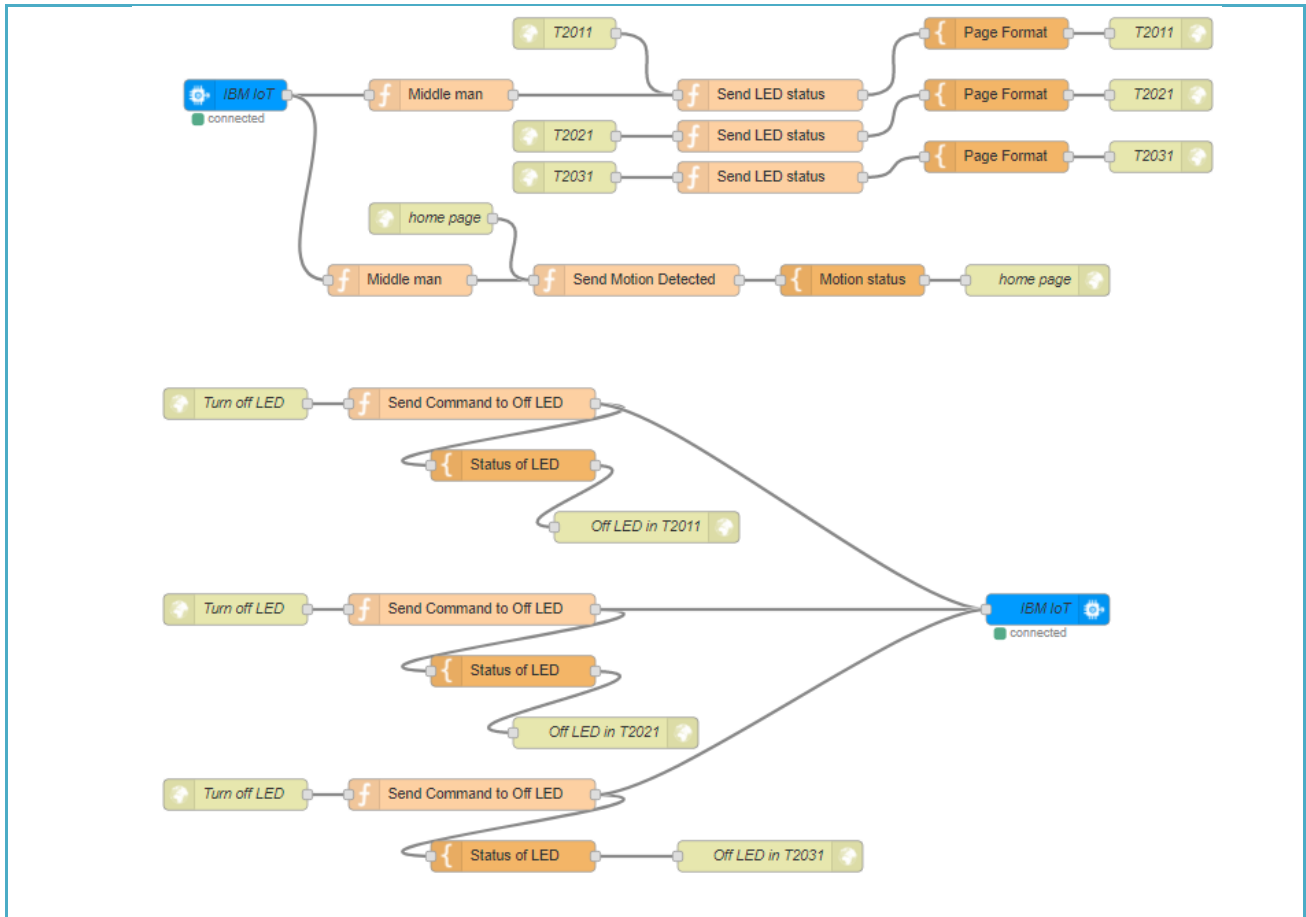 T2011
Page Format
T2011
IBM IoT
connected
Middle man
Send LED status
Page Format
T2021
T2021
Send LED status
Page Format
T2031
T2031
Send LED status
home page
Middle man
Send Motion Detected
Motion status
home page
Turn off LED
Send Command to Off LED
Status of LED
Off LED in T2011
Turn off LED
Send Command to Off LED
IBM IoT
connected
Status of LED
Off LED in T2021
Turn off LED
Send Command to Off LED
Status of LED
Off LED in T2031